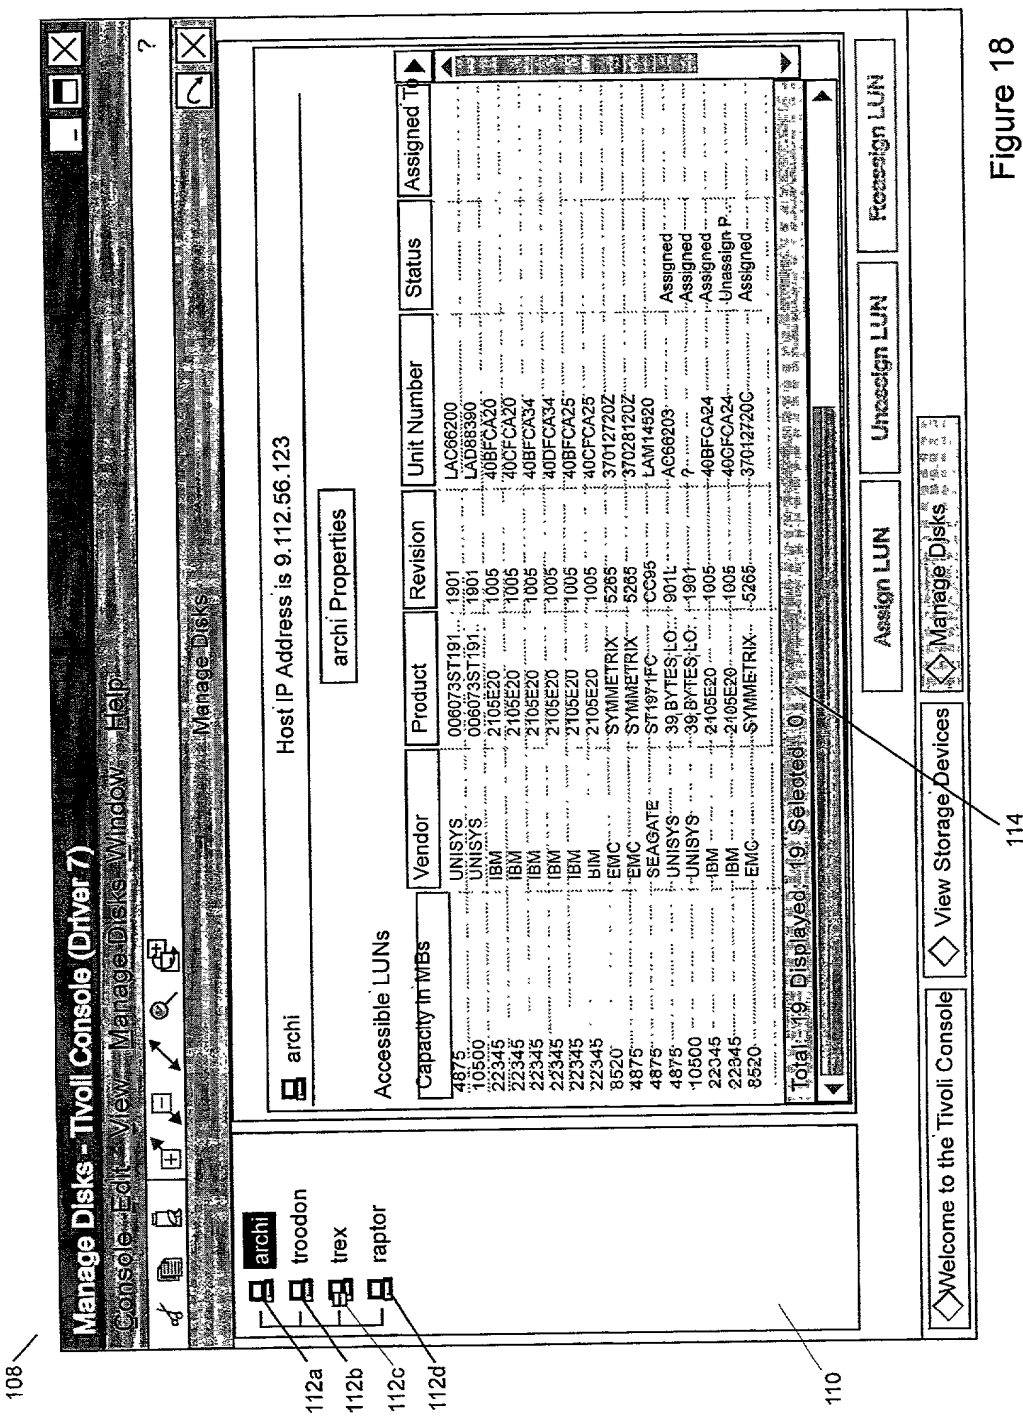 108
Manage Disks - Tivoli Console (Driver 7)
Console Edit View Manage Disks Window Help ?
Manage Disks
archi
troodon
trex
raptor
112a
112b
112c
112d
110
archi Host IP Address is 9.112.56.123
archi Properties
Accessible LUNs
Capacity in MBs Vendor Product Revision Unit Number Status Assigned To
4875 UNISYS 006073ST191... 1901 LAC66200
10500 UNISYS 006073ST191... 1901 LAD88390
22345 IBM 2105E20 1005 40BFCA20
22345 IBM 2105E20 1005 40CFCA20
22345 IBM 2105E20 1005 40BFCA34
22345 IBM 2105E20 1005 40DFCA34
22345 IBM 2105E20 1005 40BFCA25
22345 IBM 2105E20 1005 40CFCA25
8520 EMC SYMMETRIX 5265 37012720Z
4875 EMC SYMMETRIX 5265 37028120Z
4875 SEAGATE ST1971FC CC95 LAM14520
4875 UNISYS 39 BYTES LO... 901L AC66203 Assigned
10500 UNISYS 39 BYTES LO... 1901 ? Assigned
22345 IBM 2105E20 1005 40BFCA24 Assigned
22345 IBM 2105E20 1005 40CFCA24 Unassign P...
8520 EMC SYMMETRIX 5265 37012720C Assigned
Total - 19 Displayed 19 Selected 0
Assign LUN Unassign LUN Reassign LUN
Welcome to the Tivoli Console View Storage Devices Manage Disks
114
Figure 18